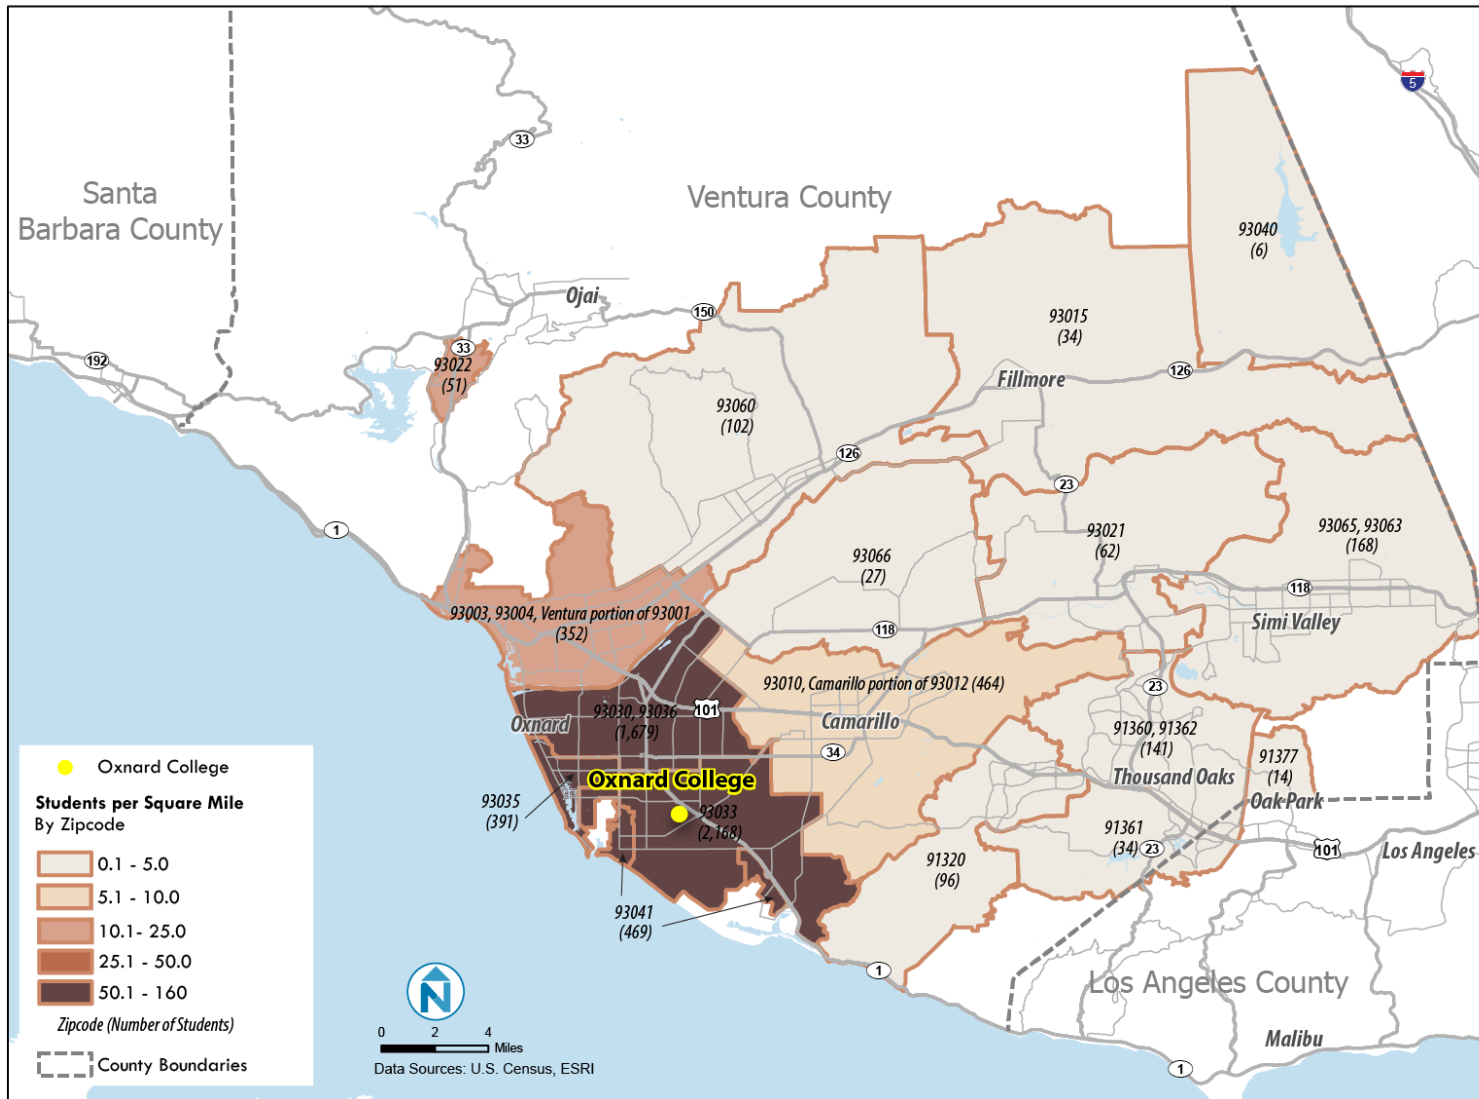 5
33
Santa
Barbara County
Ventura County
93040
(6)
Ojai
150
93015
(34)
33
192
93022
(51)
126
Fillmore
93060
(102)
126
23
1
93021
(62)
93065, 93063
(168)
93066
(27)
118
93003, 93004, Ventura portion of 93001
(352)
118
Simi Valley
93010, Camarillo portion of 93012 (464)
23
93030, 93036
(1,679)
101
Oxnard
Camarillo
34
91360, 91362
(141)
91377
(14)
Thousand Oaks
Oak Park
Oxnard College
93035
(391)
93033
(2,168)
91361
(34)
23
101
Los Angeles
91320
(96)
93041
(469)
1
Los Angeles County
Malibu
1
Oxnard College
Students per Square Mile
By Zipcode
0.1 - 5.0
5.1 - 10.0
10.1- 25.0
25.1 - 50.0
50.1 - 160
Zipcode (Number of Students)
County Boundaries
N
0 2 4
Miles
Data Sources: U.S. Census, ESRI